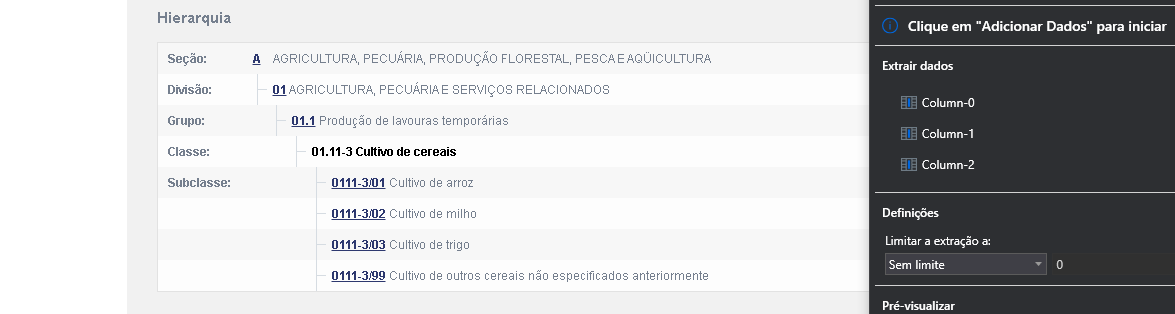 Hierarquia
Seção: A AGRICULTURA, PECUÁRIA, PRODUÇÃO FLORESTAL, PESCA E AQÜICULTURA
Divisão: 01 AGRICULTURA, PECUÁRIA E SERVIÇOS RELACIONADOS
Grupo: 01.1 Produção de lavouras temporárias
Classe: 01.11-3 Cultivo de cereais
Subclasse: 0111-3/01 Cultivo de arroz
0111-3/02 Cultivo de milho
0111-3/03 Cultivo de trigo
0111-3/99 Cultivo de outros cereais não especificados anteriormente
Clique em "Adicionar Dados" para iniciar
Extrair dados
Column-0
Column-1
Column-2
Definições
Limitar a extração a:
Sem limite 0
Pré-visualizar